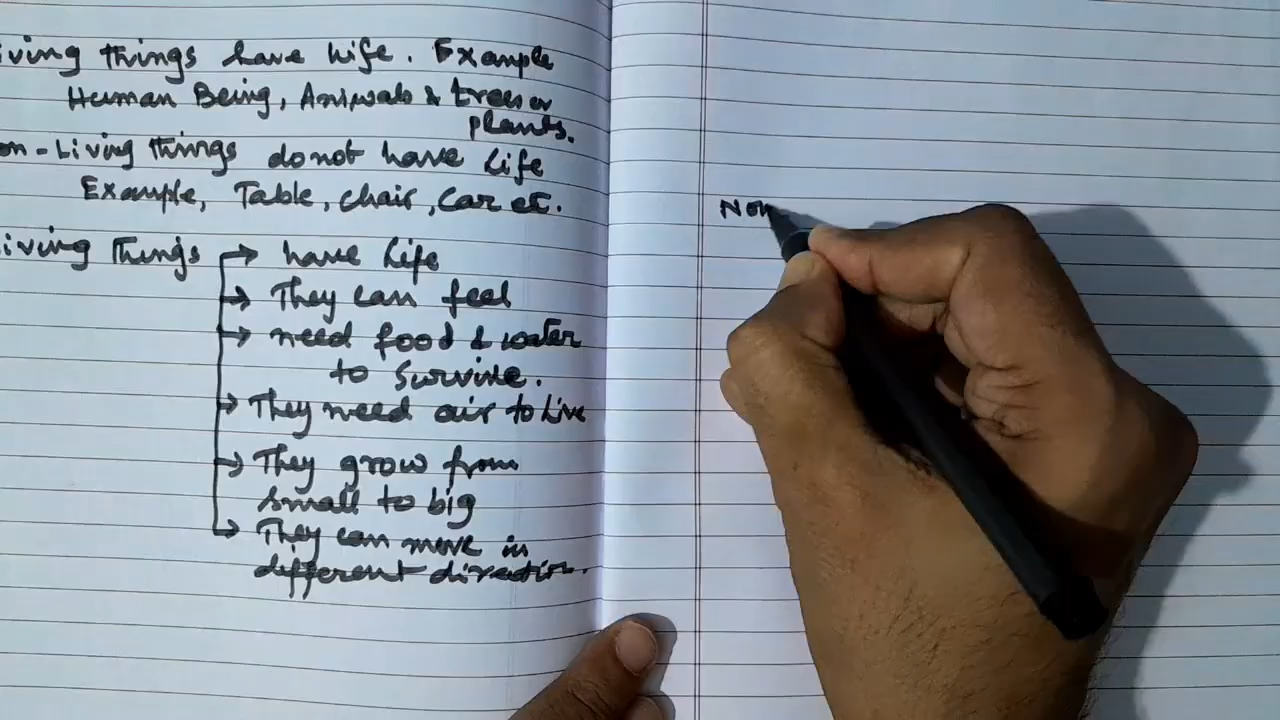 iving things have life. Example
Human Being, Animals & trees or
plants.
on-Living things do not have life
Example, Table, chair, Car etc.
iving Things → have life
→ They can feel
→ need food & water
to Survive.
→ They need air to live
→ They grow from
small to big
→ They can move in
different direction.
Non